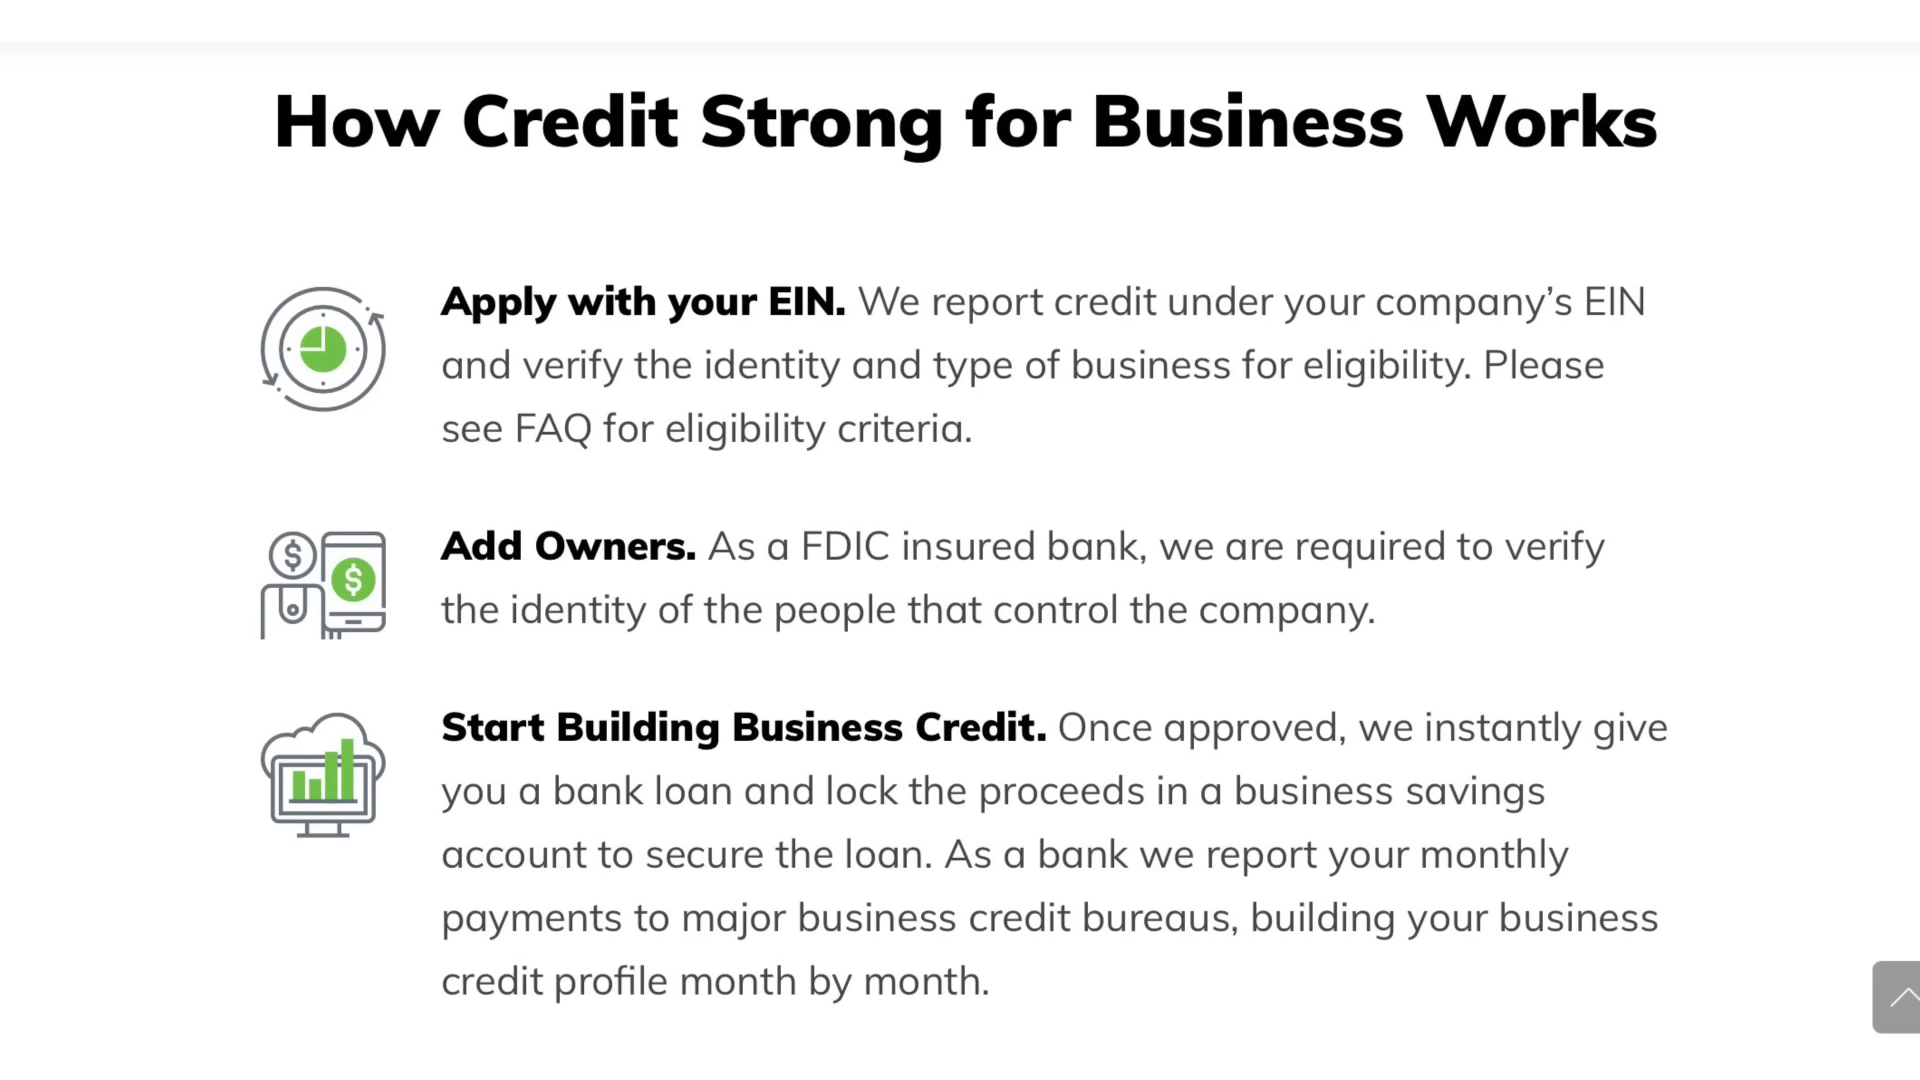 How Credit Strong for Business Works
Apply with your EIN. We report credit under your company’s EIN
and verify the identity and type of business for eligibility. Please
see FAQ for eligibility criteria.
Add Owners. As a FDIC insured bank, we are required to verify
the identity of the people that control the company.
Start Building Business Credit. Once approved, we instantly give
you a bank loan and lock the proceeds in a business savings
account to secure the loan. As a bank we report your monthly
payments to major business credit bureaus, building your business
credit profile month by month.